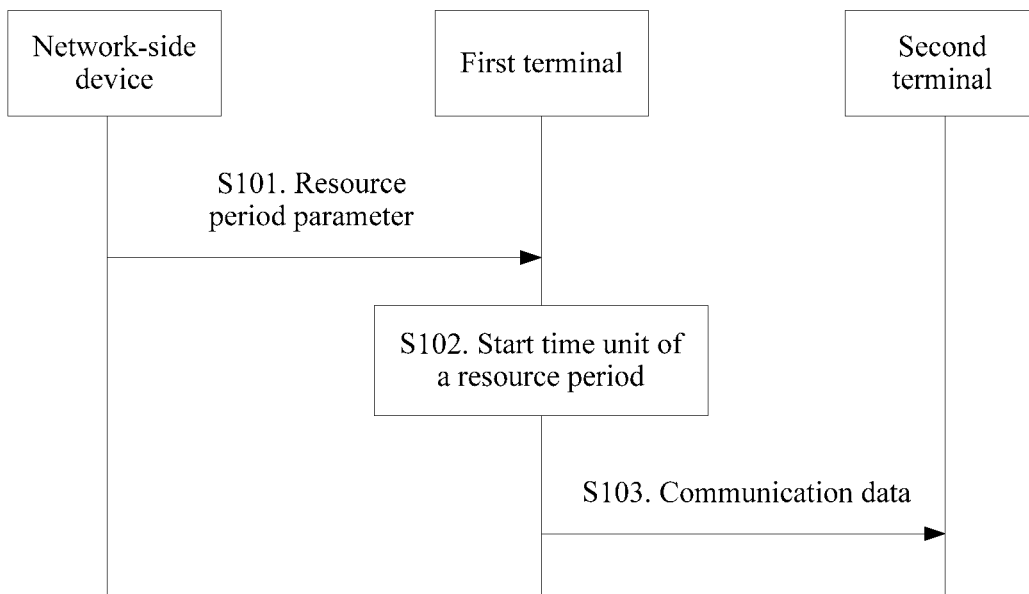 Network-side
device
First terminal
Second
terminal
S101. Resource
period parameter
S102. Start time unit of
a resource period
S103. Communication data